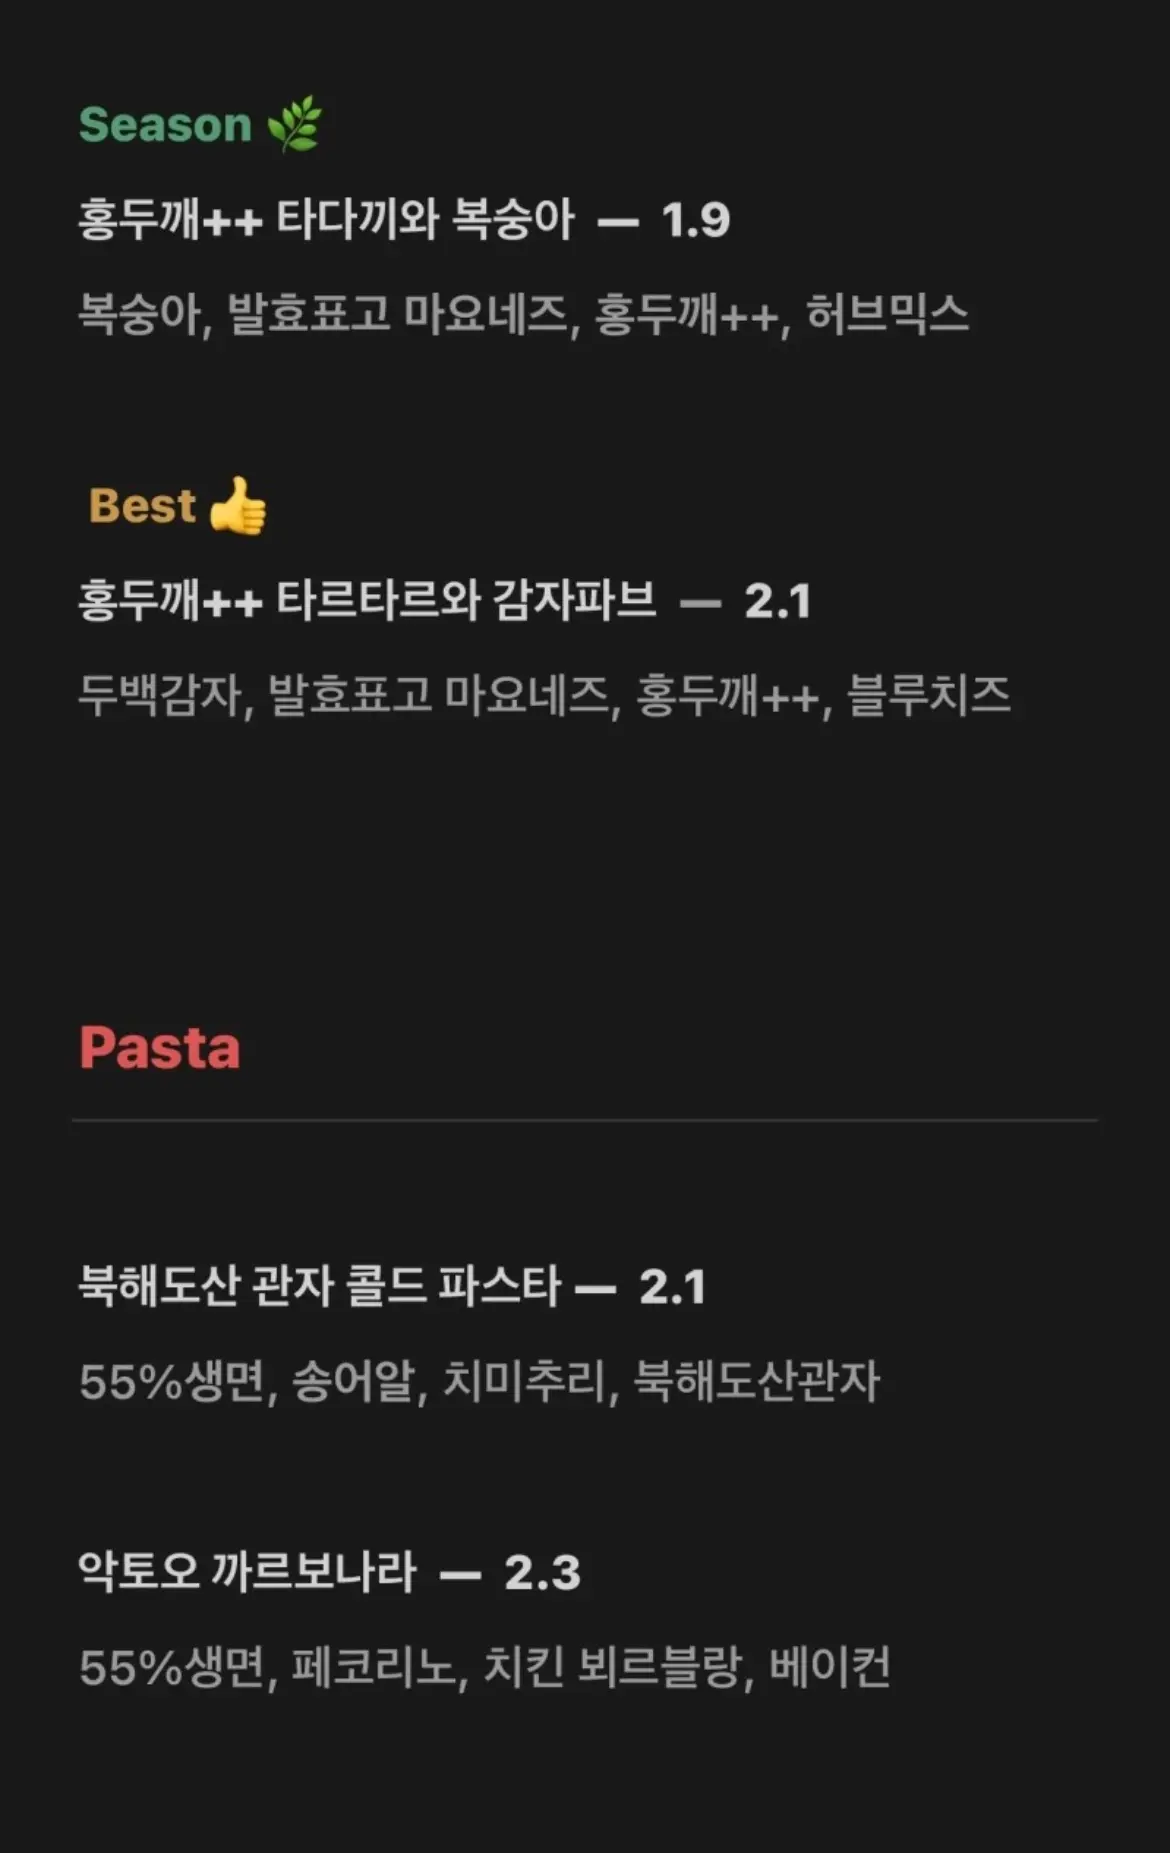 Season 🌿
홍두깨++ 타다끼와 복숭아 — 1.9
복숭아, 발효표고 마요네즈, 홍두깨++, 허브믹스
Best 👍
홍두깨++ 타르타르와 감자파브 — 2.1
두백감자, 발효표고 마요네즈, 홍두깨++, 블루치즈
Pasta
북해도산 관자 콜드 파스타 — 2.1
55%생면, 송어알, 치미추리, 북해도산관자
악토오 까르보나라 — 2.3
55%생면, 페코리노, 치킨 뵈르블랑, 베이컨